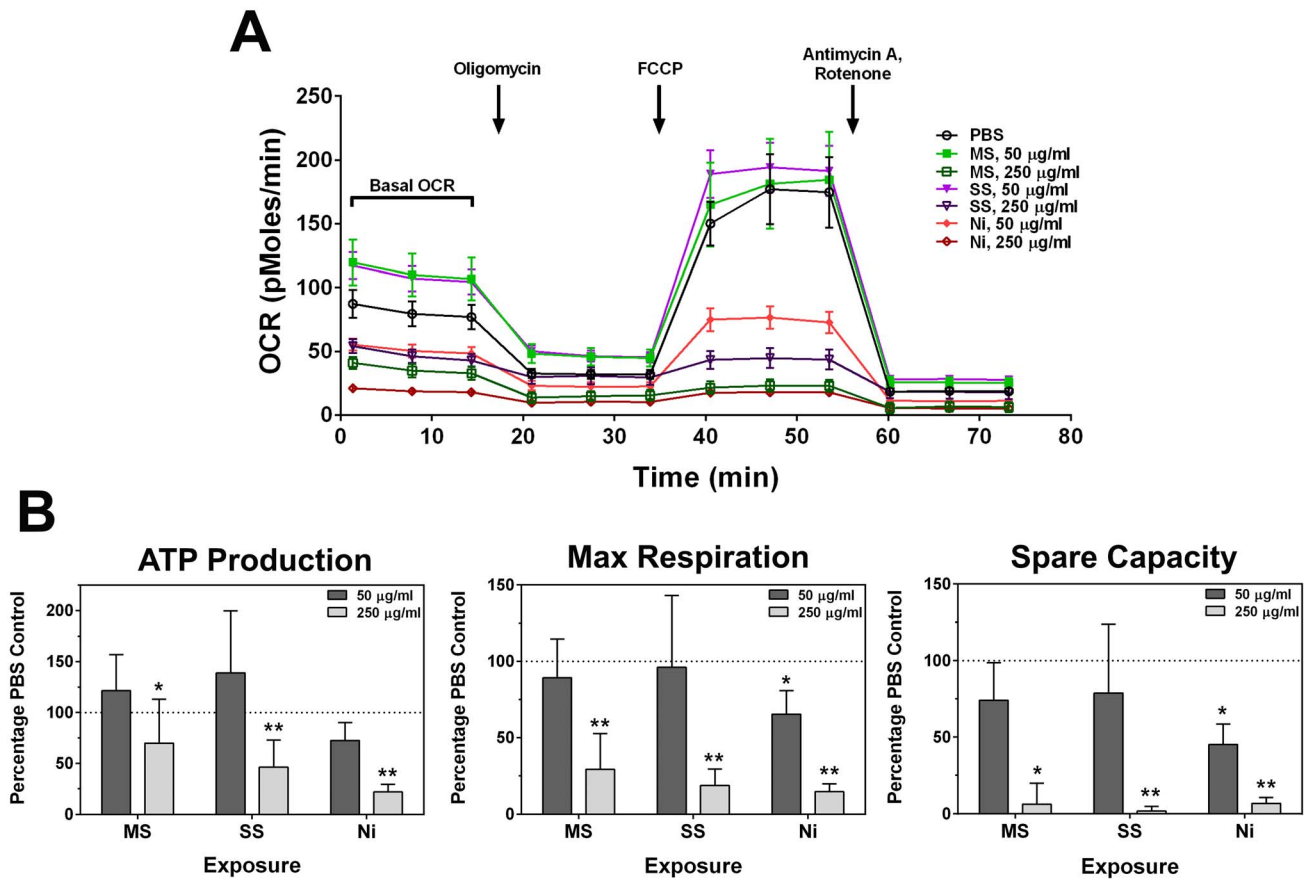 A
Oligomycin
FCCP
Antimycin A,
Rotenone
250
200
150
100
50
0
OCR (pMoles/min)
Basal OCR
PBS
MS, 50 µg/ml
MS, 250 µg/ml
SS, 50 µg/ml
SS, 250 µg/ml
Ni, 50 µg/ml
Ni, 250 µg/ml
0 10 20 30 40 50 60 70 80
Time (min)
B
ATP Production
Percentage PBS Control
200
150
100
50
0
50 µg/ml
250 µg/ml
*
**
**
MS SS Ni
Exposure
Max Respiration
Percentage PBS Control
150
100
50
0
50 µg/ml
250 µg/ml
**
**
*
**
MS SS Ni
Exposure
Spare Capacity
Percentage PBS Control
150
100
50
0
50 µg/ml
250 µg/ml
*
**
*
**
MS SS Ni
Exposure